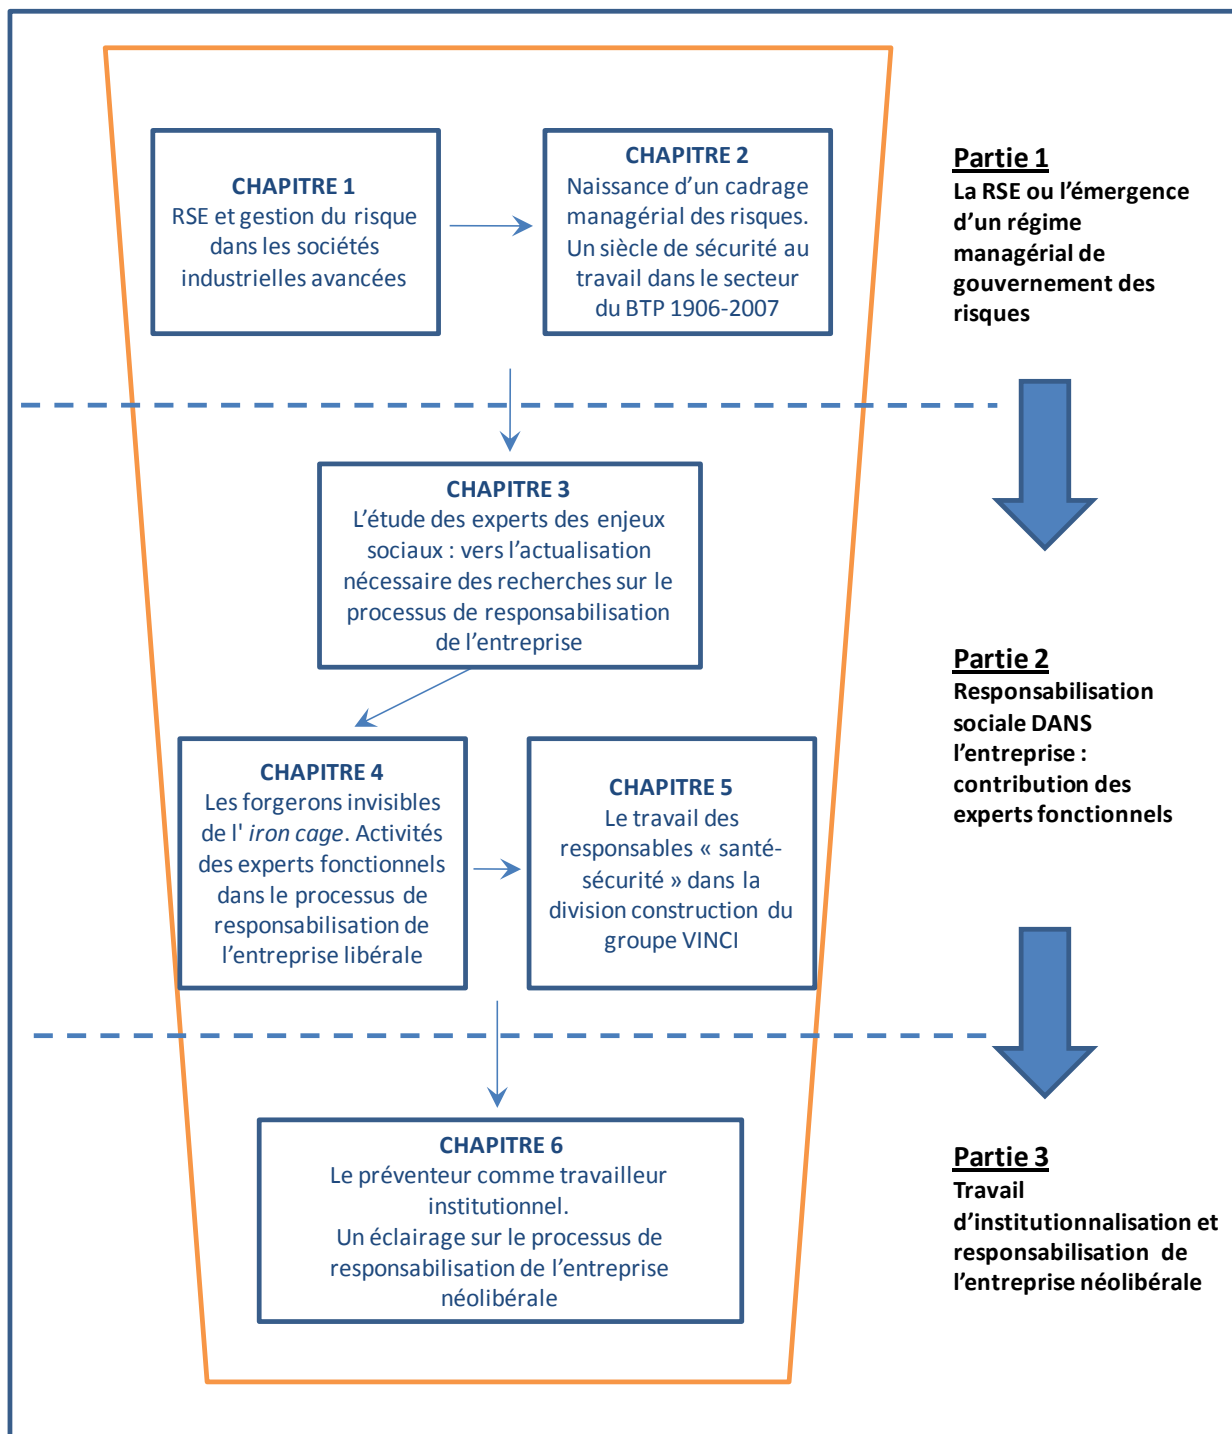 CHAPITRE 1
RSE et gestion du risque
dans les sociétés
industrielles avancées
CHAPITRE 2
Naissance d’un cadrage
managérial des risques.
Un siècle de sécurité au
travail dans le secteur
du BTP 1906-2007
Partie 1
La RSE ou l’émergence
d’un régime
managérial de
gouvernement des
risques
CHAPITRE 3
L’étude des experts des enjeux
sociaux : vers l’actualisation
nécessaire des recherches sur le
processus de responsabilisation
de l’entreprise
Partie 2
Responsabilisation
sociale DANS
l’entreprise :
contribution des
experts fonctionnels
CHAPITRE 4
Les forgerons invisibles
de l' iron cage. Activités
des experts fonctionnels
dans le processus de
responsabilisation de
l’entreprise libérale
CHAPITRE 5
Le travail des
responsables « santé-
sécurité » dans la
division construction du
groupe VINCI
CHAPITRE 6
Le préventeur comme travailleur
institutionnel.
Un éclairage sur le processus de
responsabilisation de l’entreprise
néolibérale
Partie 3
Travail
d’institutionnalisation et
responsabilisation de
l’entreprise néolibérale